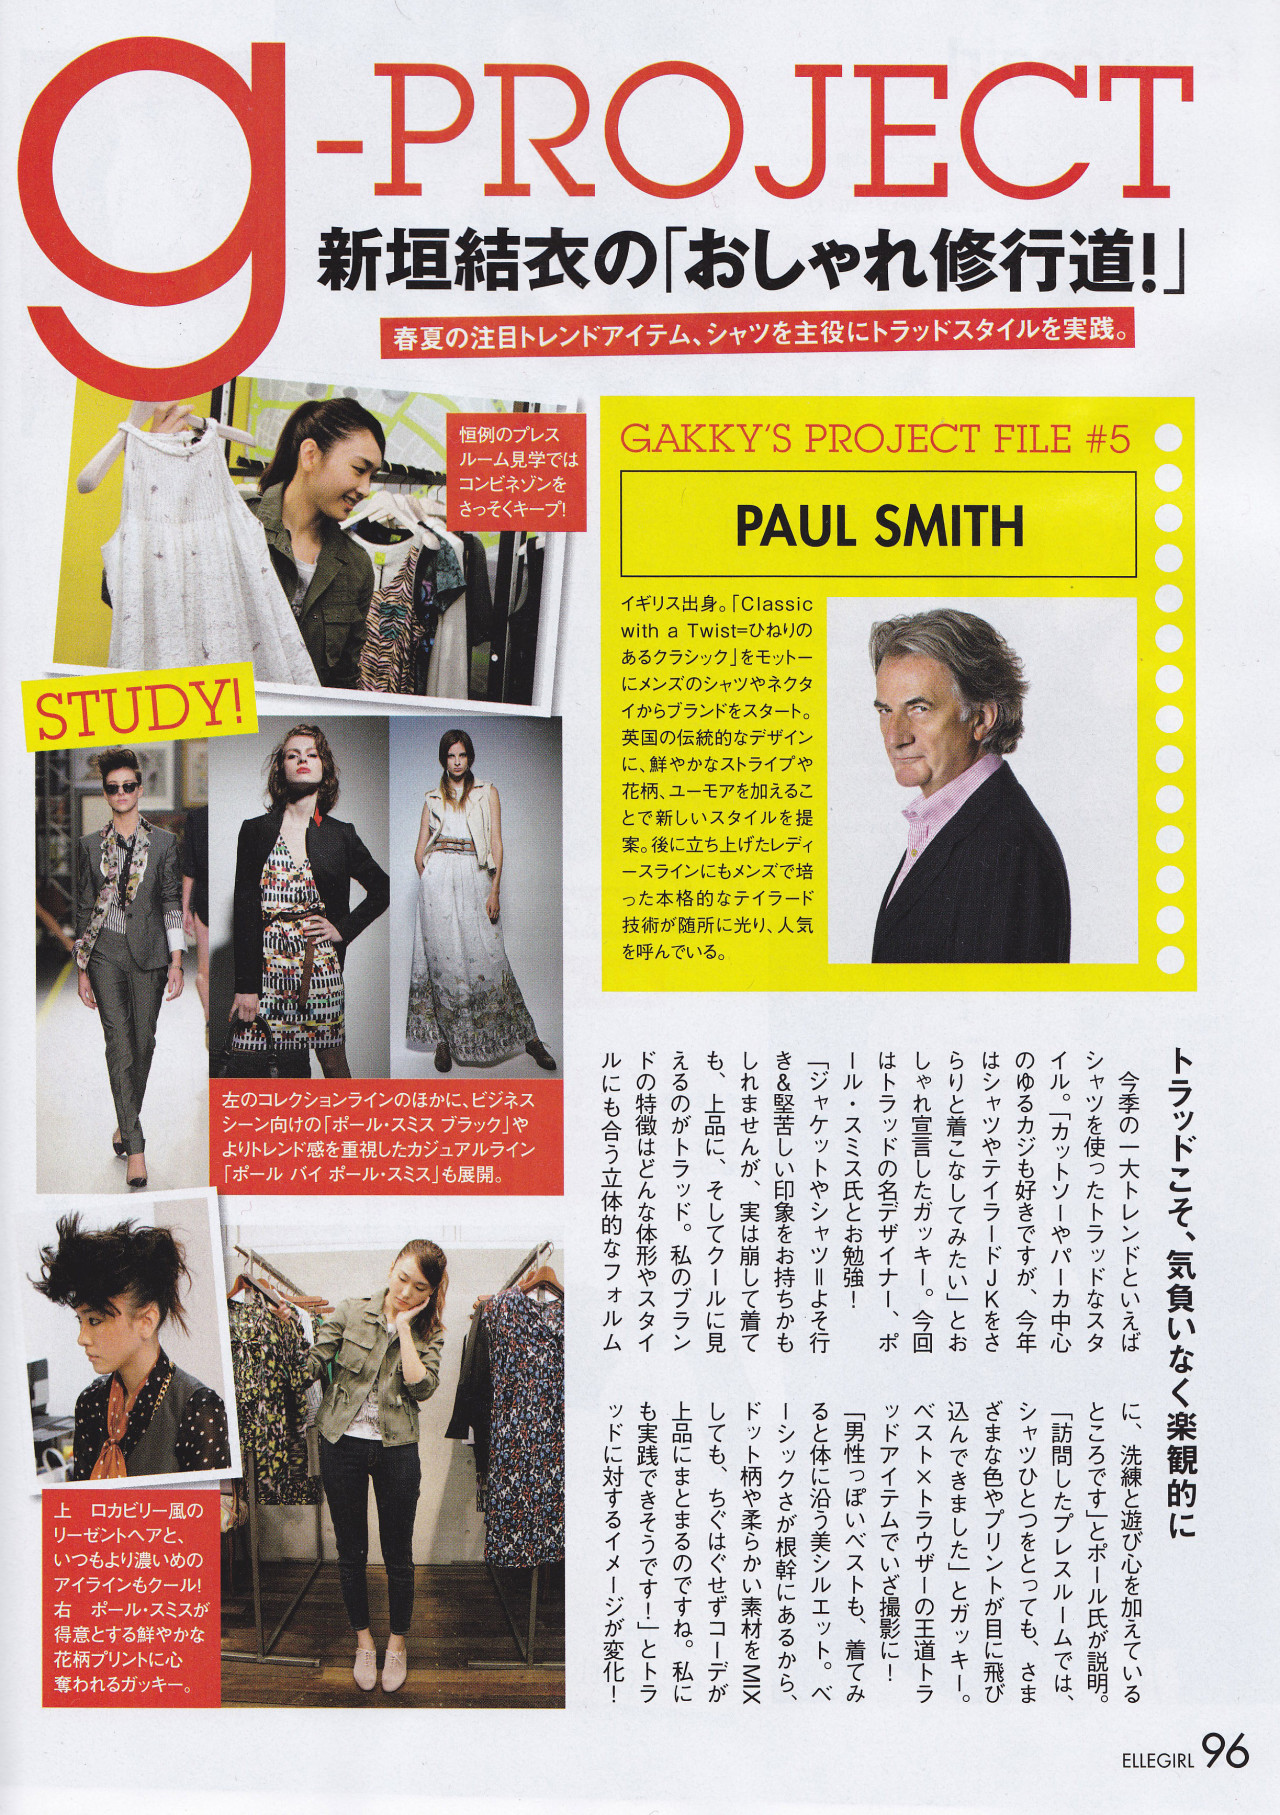 g-PROJECT
新垣結衣の「おしゃれ修行道!」
春夏の注目トレンドアイテム、シャツを主役にトラッドスタイルを実践。
恒例のプレス
ルーム見学では
コンビネゾンを
さっそくキープ!
GAKKY'S PROJECT FILE #5
PAUL SMITH
イギリス出身。「Classic
with a Twist=ひねりの
あるクラシック」をモットー
にメンズのシャツやネクタ
イからブランドをスタート。
英国の伝統的なデザイン
に、鮮やかなストライプや
花柄、ユーモアを加えるこ
とで新しいスタイルを提
案。後に立ち上げたレディ
ースラインにもメンズで培
った本格的なテイラード
技術が随所に光り、人気
を呼んでいる。
STUDY!
左のコレクションラインのほかに、ビジネス
シーン向けの「ポール・スミス ブラック」や
よりトレンド感を重視したカジュアルライン
「ポール バイ ポール・スミス」も展開。
上 ロカビリー風の
リーゼントヘアと、
いつもより濃いめの
アイラインもクール!
右 ポール・スミスが
得意とする鮮やかな
花柄プリントに心
奪われるガッキー。
トラッドこそ、気負いなく楽観的に
今季の一大トレンドといえば
シャツを使ったトラッドなスタ
イル。「カットソーやパーカ中心
のゆるカジも好きですが、今年
はシャツやテイラードJKをさ
らりと着こなしてみたい」とお
しゃれ宣言したガッキー。今回
はトラッドの名デザイナー、ポ
ール・スミス氏とお勉強!
「ジャケットやシャツ=よそ行
き&堅苦しい印象をお持ちかも
しれませんが、実は崩して着て
も、上品に、そしてクールに見
えるのがトラッド。私のブラン
ドの特徴はどんな体形やスタイ
ルにも合う立体的なフォルム
に、洗練と遊び心を加えている
ところです」とポール氏が説明。
「訪問したプレスルームでは、
シャツひとつをとっても、さま
ざまな色やプリントが目に飛び
込んできました」とガッキー。
ベスト×トラウザーの王道トラ
ッドアイテムでいざ撮影に!
「男性っぽいベストも、着てみ
ると体に沿う美シルエット。ベ
ーシックさが根幹にあるから、
ドット柄や柔らかい素材をMIX
しても、ちぐはぐせずコーデが
上品にまとまるのですね。私に
も実践できそうです!」とトラ
ッドに対するイメージが変化!
ELLEGIRL 96